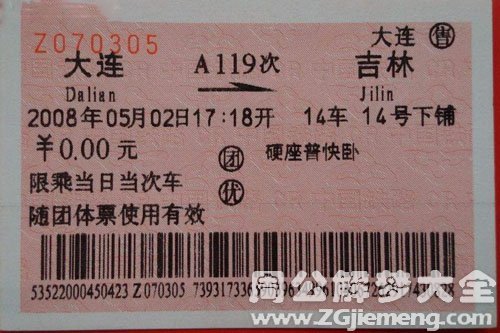 Z070305 大连 售
大连 A119次 吉林
Dalian Jilin
2008年05月02日17:18开 14车 14号下铺
￥0.00元 团 硬座普快卧
限乘当日当次车 优
随团体票使用有效
53522000450423 Z070305
周公解梦大全
www.ZGjiemeng.com